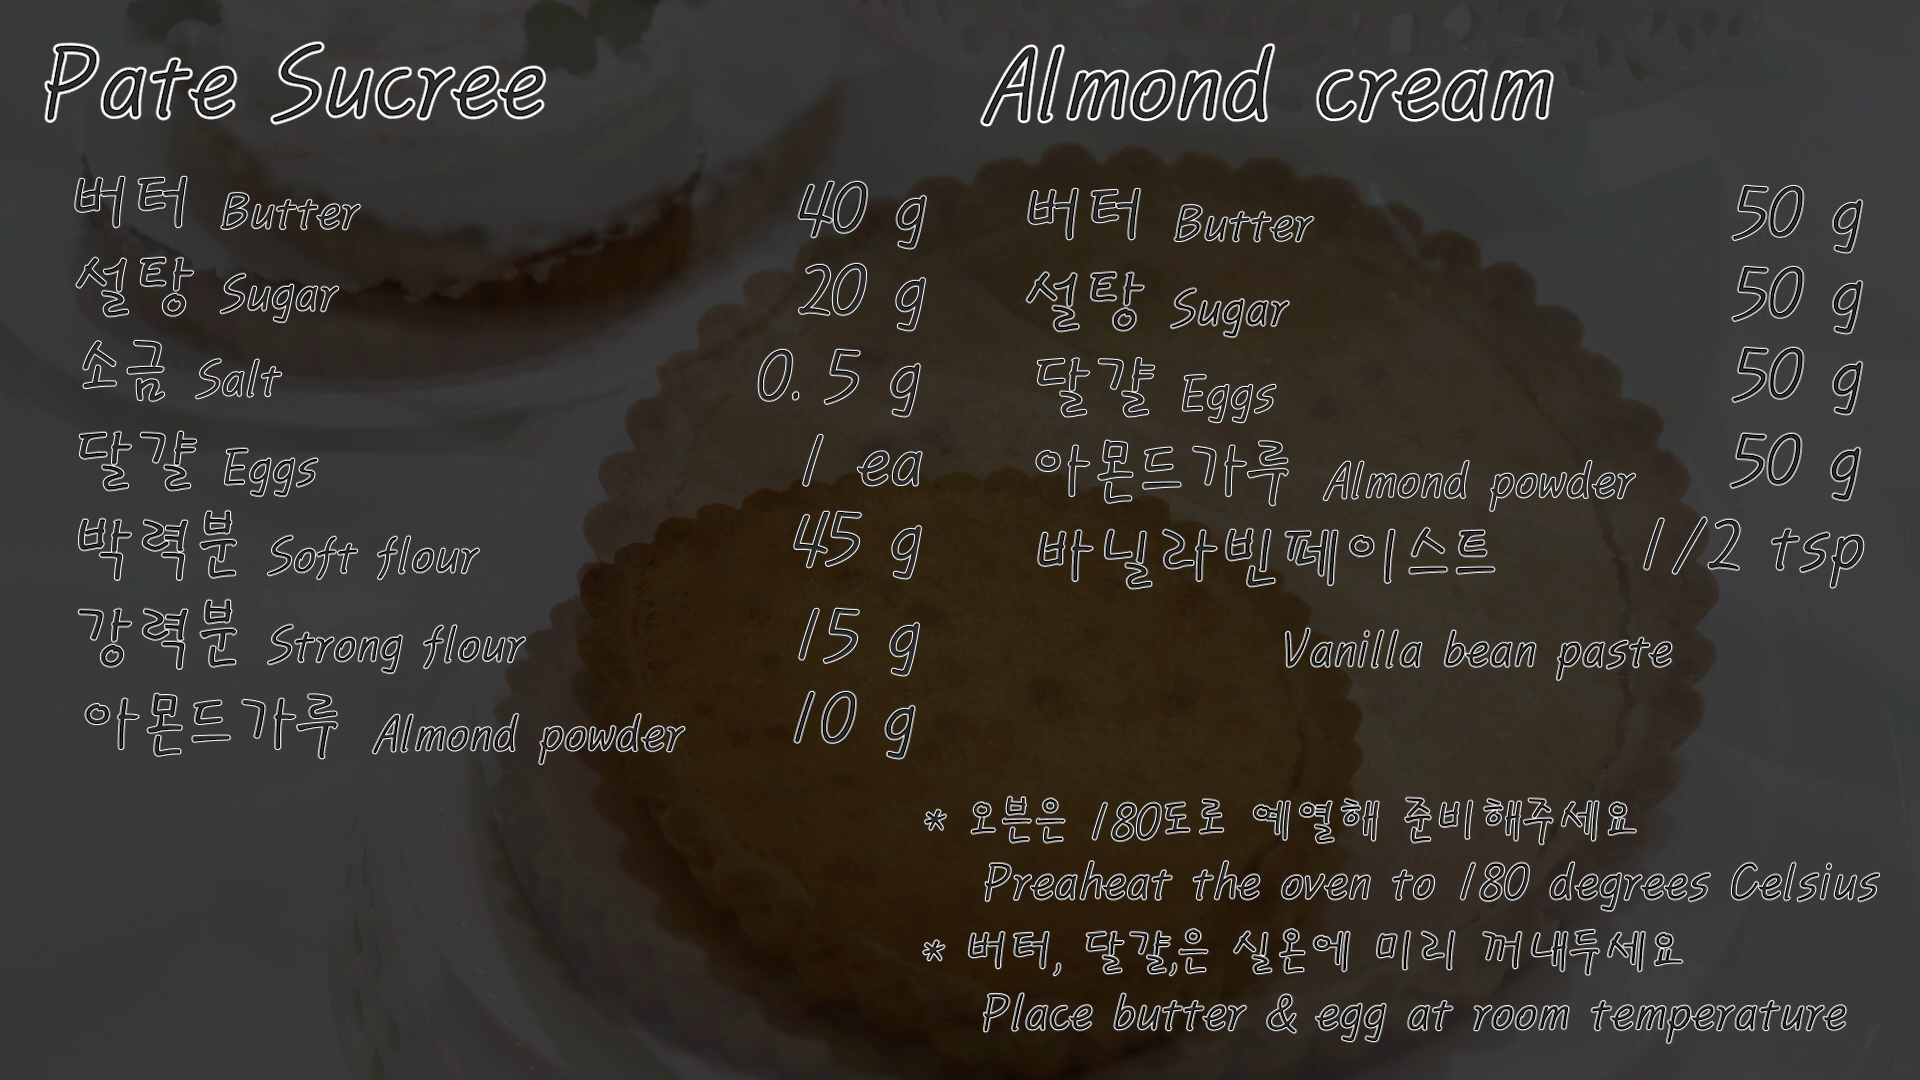 Pate Sucree
버터 Butter 40 g
설탕 Sugar 20 g
소금 Salt 0.5 g
달걀 Eggs 1 ea
박력분 Soft flour 45 g
강력분 Strong flour 15 g
아몬드가루 Almond powder 10 g
Almond cream
버터 Butter 50 g
설탕 Sugar 50 g
달걀 Eggs 50 g
아몬드가루 Almond powder 50 g
바닐라빈페이스트 1/2 tsp
Vanilla bean paste
* 오븐은 180도로 예열해 준비해주세요
Preaheat the oven to 180 degrees Celsius
* 버터, 달걀,은 실온에 미리 꺼내두세요
Place butter & egg at room temperature